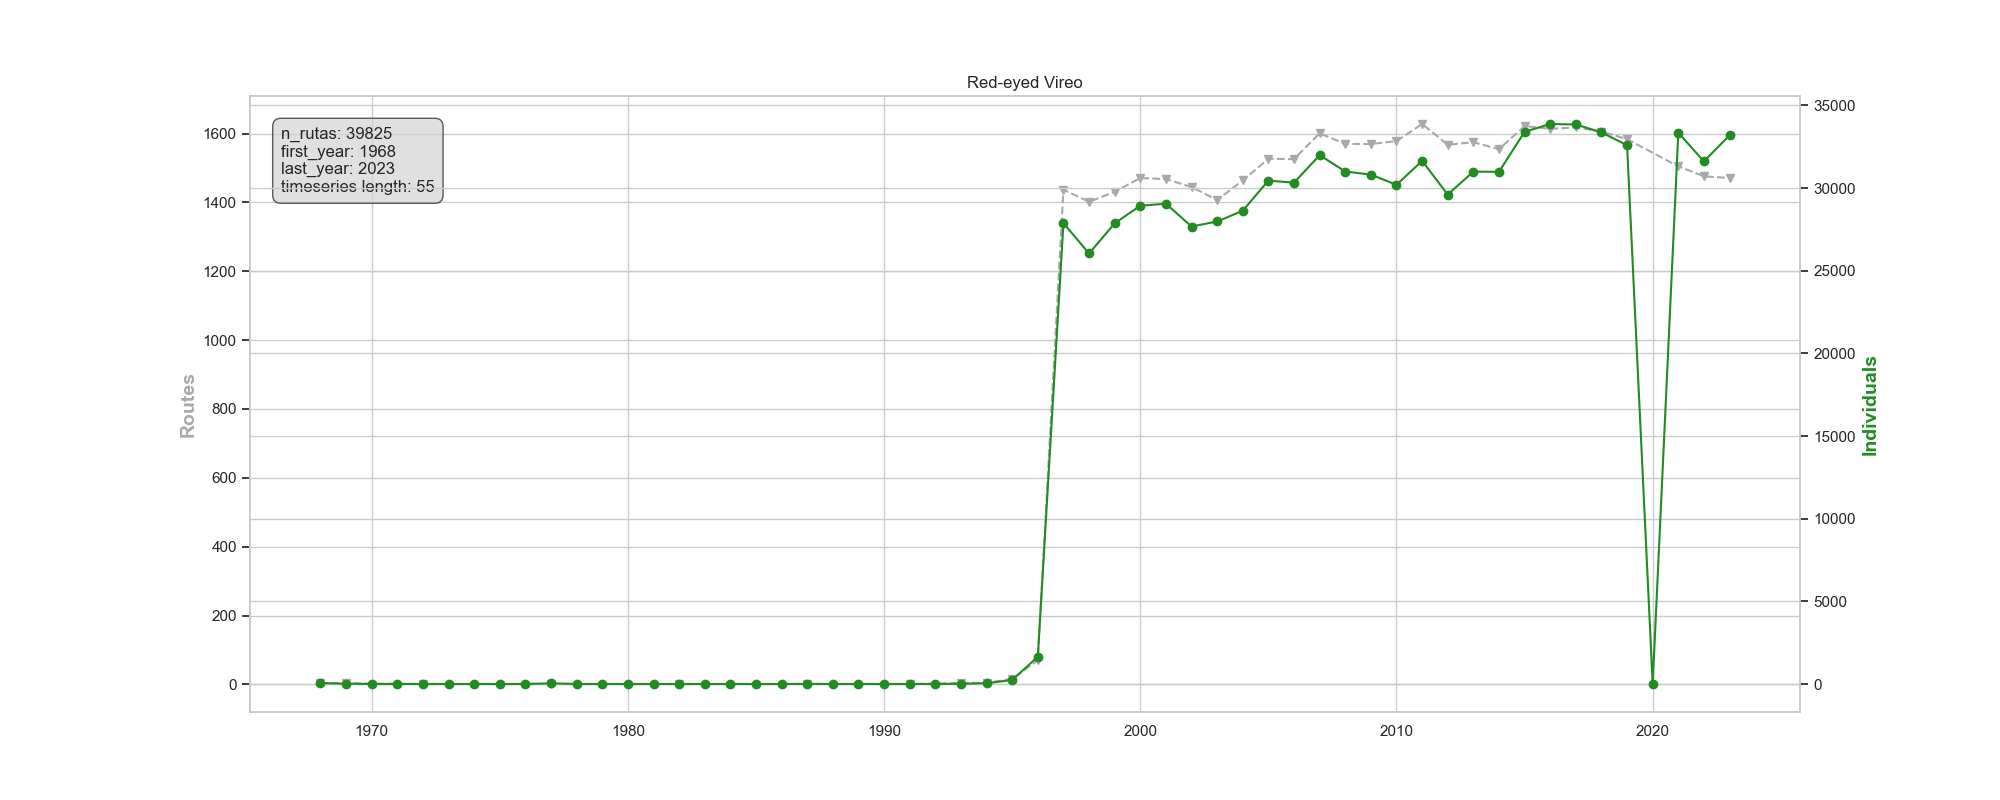 Red-eyed Vireo
n_rutas: 39825
first_year: 1968
last_year: 2023
timeseries length: 55
Routes
1600
1400
1200
1000
800
600
400
200
0
35000
30000
25000
20000
15000
10000
5000
0
Individuals
1970 1980 1990 2000 2010 2020